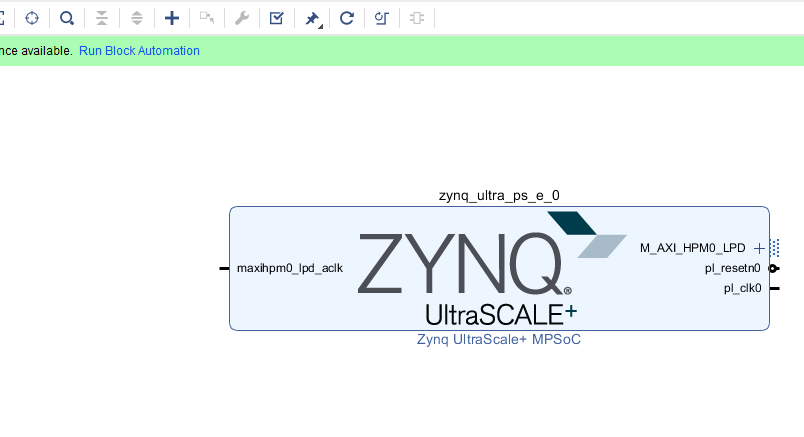 nce available. Run Block Automation
zynq_ultra_ps_e_0
M_AXI_HPM0_LPD
maxihpm0_lpd_aclk
ZYNQ®
pl_resetn0
pl_clk0
UltraSCALE+
Zynq UltraScale+ MPSoC